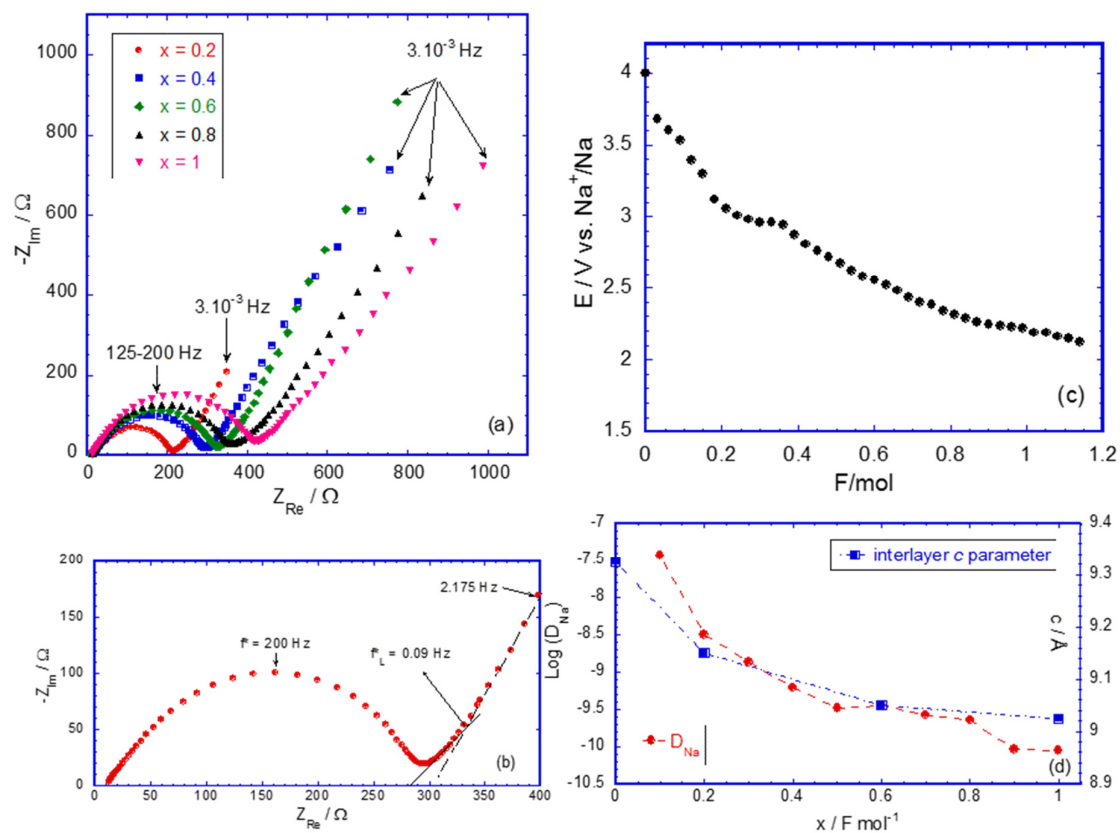 1000
800
600
400
200
0
-Z_Im / Ω
x = 0.2
x = 0.4
x = 0.6
x = 0.8
x = 1
3.10⁻³ Hz
3.10⁻³ Hz
125-200 Hz
(a)
0 200 400 600 800 1000
Z_Re / Ω
4
3.5
3
2.5
2
1.5
E / V vs. Na⁺/Na
(c)
0 0.2 0.4 0.6 0.8 1 1.2
F/mol
200
150
100
50
0
-Z_Im / Ω
2.175 Hz
f* = 200 Hz
f*_L = 0.09 Hz
(b)
0 50 100 150 200 250 300 350 400
Z_Re / Ω
-7
-7.5
-8
-8.5
-9
-9.5
-10
-10.5
Log (D_Na)
interlayer c parameter
D_Na
9.4
9.3
9.2
9.1
9
8.9
c / Å
(d)
0 0.2 0.4 0.6 0.8 1
x / F mol⁻¹